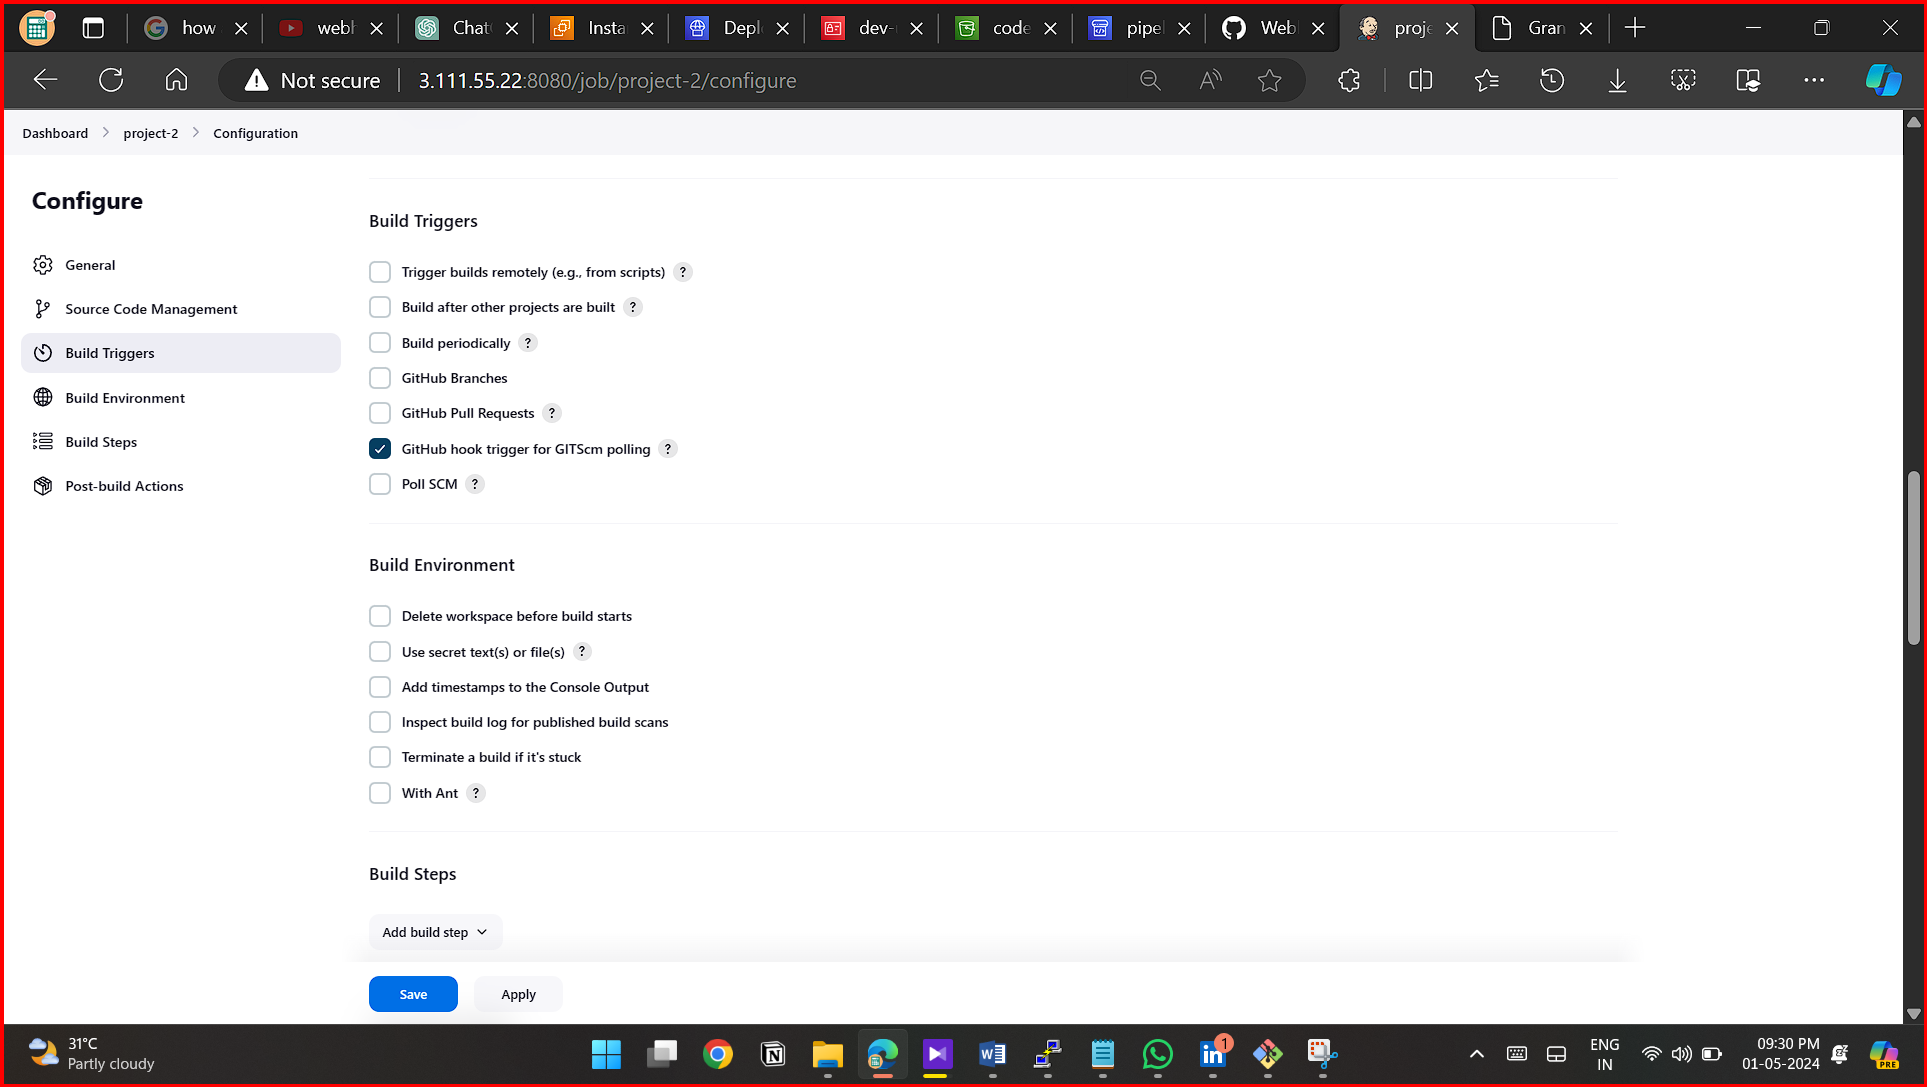 how
webh
Chat
Insta
Depl
dev-
code
pipel
Web
proje
Gran
Not secure
3.111.55.22:8080/job/project-2/configure
Dashboard
project-2
Configuration
Configure
General
Source Code Management
Build Triggers
Build Environment
Build Steps
Post-build Actions
Build Triggers
Trigger builds remotely (e.g., from scripts) ?
Build after other projects are built ?
Build periodically ?
GitHub Branches
GitHub Pull Requests ?
GitHub hook trigger for GITScm polling ?
Poll SCM ?
Build Environment
Delete workspace before build starts
Use secret text(s) or file(s) ?
Add timestamps to the Console Output
Inspect build log for published build scans
Terminate a build if it's stuck
With Ant ?
Build Steps
Add build step
Save
Apply
31°C
Partly cloudy
1
ENG
IN
09:30 PM
01-05-2024
PRE